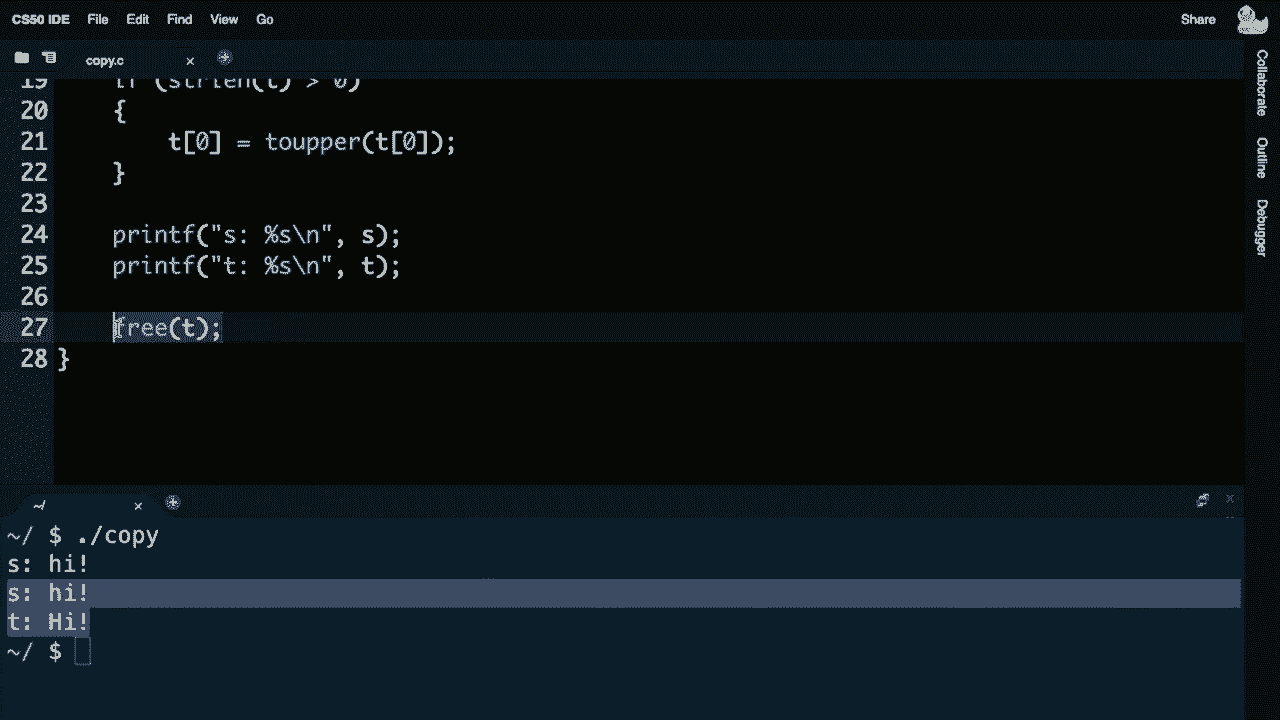 CS50 IDE File Edit Find View Go Share
copy.c x
19 if (strlen(t) > 0)
20 {
21 t[0] = toupper(t[0]);
22 }
23
24 printf("s: %s\n", s);
25 printf("t: %s\n", t);
26
27 free(t);
28 }
Collaborate
Outline
Debugger
~/ x
~/ $ ./copy
s: hi!
s: hi!
t: Hi!
~/ $